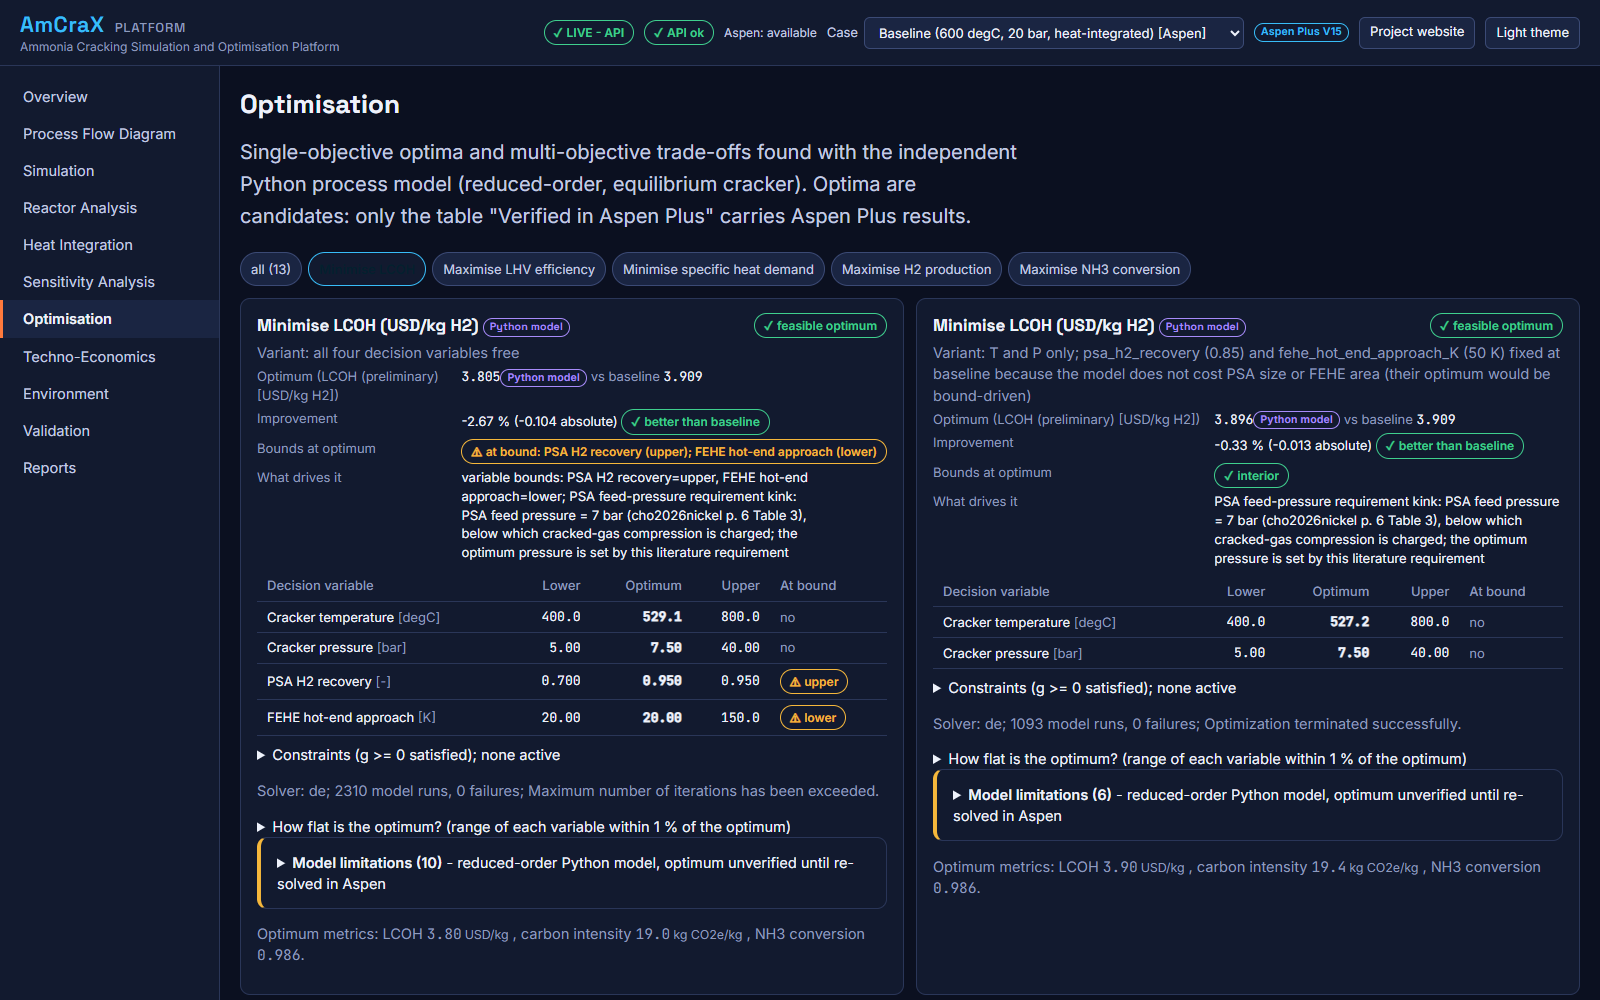 AmCraX PLATFORM
Ammonia Cracking Simulation and Optimisation Platform
✓ LIVE - API
✓ API ok
Aspen: available
Case
Baseline (600 degC, 20 bar, heat-integrated) [Aspen]
Aspen Plus V15
Project website
Light theme
Overview
Process Flow Diagram
Simulation
Reactor Analysis
Heat Integration
Sensitivity Analysis
Optimisation
Techno-Economics
Environment
Validation
Reports
Optimisation
Single-objective optima and multi-objective trade-offs found with the independent
Python process model (reduced-order, equilibrium cracker). Optima are
candidates: only the table "Verified in Aspen Plus" carries Aspen Plus results.
all (13)
Maximise LHV efficiency
Minimise specific heat demand
Maximise H2 production
Maximise NH3 conversion
Minimise LCOH (USD/kg H2) Python model
✓ feasible optimum
Variant: all four decision variables free
Optimum (LCOH (preliminary)
[USD/kg H2])
3.805 Python model vs baseline 3.909
Improvement
-2.67 % (-0.104 absolute) ✓ better than baseline
Bounds at optimum
⚠ at bound: PSA H2 recovery (upper); FEHE hot-end approach (lower)
What drives it
variable bounds: PSA H2 recovery=upper, FEHE hot-end
approach=lower; PSA feed-pressure requirement kink:
PSA feed pressure = 7 bar (cho2026nickel p. 6 Table 3),
below which cracked-gas compression is charged; the
optimum pressure is set by this literature requirement
Decision variable Lower Optimum Upper At bound
Cracker temperature [degC] 400.0 529.1 800.0 no
Cracker pressure [bar] 5.00 7.50 40.00 no
PSA H2 recovery [-] 0.700 0.950 0.950 ⚠ upper
FEHE hot-end approach [K] 20.00 20.00 150.0 ⚠ lower
▶ Constraints (g >= 0 satisfied); none active
Solver: de; 2310 model runs, 0 failures; Maximum number of iterations has been exceeded.
▶ How flat is the optimum? (range of each variable within 1 % of the optimum)
▶ Model limitations (10) - reduced-order Python model, optimum unverified until re-
solved in Aspen
Optimum metrics: LCOH 3.80 USD/kg , carbon intensity 19.0 kg CO2e/kg , NH3 conversion
0.986.
Minimise LCOH (USD/kg H2) Python model
✓ feasible optimum
Variant: T and P only; psa_h2_recovery (0.85) and fehe_hot_end_approach_K (50 K) fixed at
baseline because the model does not cost PSA size or FEHE area (their optimum would be
bound-driven)
Optimum (LCOH (preliminary) [USD/kg H2])
3.896 Python model vs baseline 3.909
Improvement
-0.33 % (-0.013 absolute) ✓ better than baseline
Bounds at optimum
✓ interior
What drives it
PSA feed-pressure requirement kink: PSA feed pressure
= 7 bar (cho2026nickel p. 6 Table 3), below which
cracked-gas compression is charged; the optimum
pressure is set by this literature requirement
Decision variable Lower Optimum Upper At bound
Cracker temperature [degC] 400.0 527.2 800.0 no
Cracker pressure [bar] 5.00 7.50 40.00 no
▶ Constraints (g >= 0 satisfied); none active
Solver: de; 1093 model runs, 0 failures; Optimization terminated successfully.
▶ How flat is the optimum? (range of each variable within 1 % of the optimum)
▶ Model limitations (6) - reduced-order Python model, optimum unverified until re-
solved in Aspen
Optimum metrics: LCOH 3.90 USD/kg , carbon intensity 19.4 kg CO2e/kg , NH3 conversion
0.986.